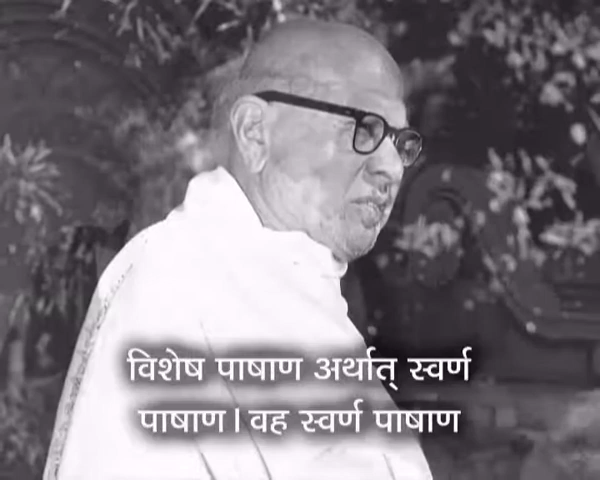 विशेष पाषाण अर्थात् स्वर्ण
पाषाण। वह स्वर्ण पाषाण